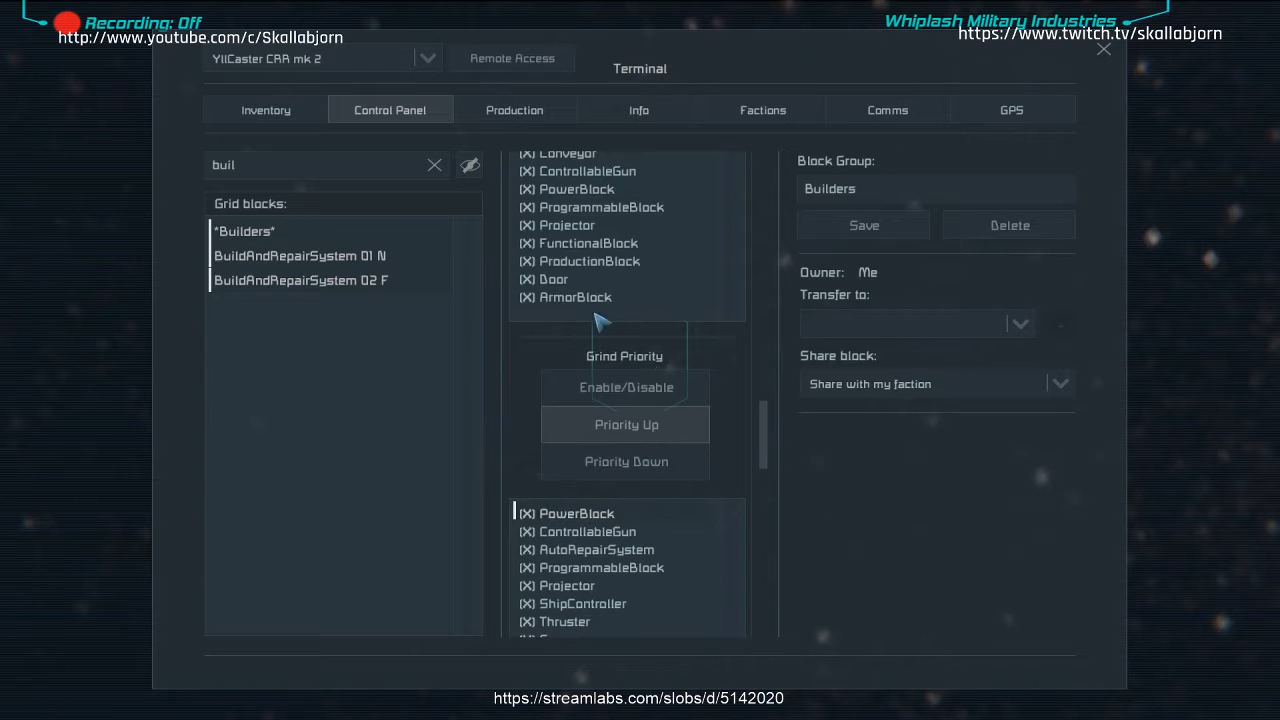 Recording: Off
Whiplash Military Industries
http://www.youtube.com/c/Skallabjorn
https://www.twitch.tv/skallabjorn
YllCaster CRR mk 2
Remote Access
Terminal
Inventory
Control Panel
Production
Info
Factions
Comms
GPS
buil
Grid blocks:
*Builders*
BuildAndRepairSystem 01 N
BuildAndRepairSystem 02 F
[X] Conveyor
[X] ControllableGun
[X] PowerBlock
[X] ProgrammableBlock
[X] Projector
[X] FunctionalBlock
[X] ProductionBlock
[X] Door
[X] ArmorBlock
Grind Priority
Enable/Disable
Priority Up
Priority Down
[X] PowerBlock
[X] ControllableGun
[X] AutoRepairSystem
[X] ProgrammableBlock
[X] Projector
[X] ShipController
[X] Thruster
Block Group:
Builders
Save
Delete
Owner: Me
Transfer to:
Share block:
Share with my faction
https://streamlabs.com/slobs/d/5142020